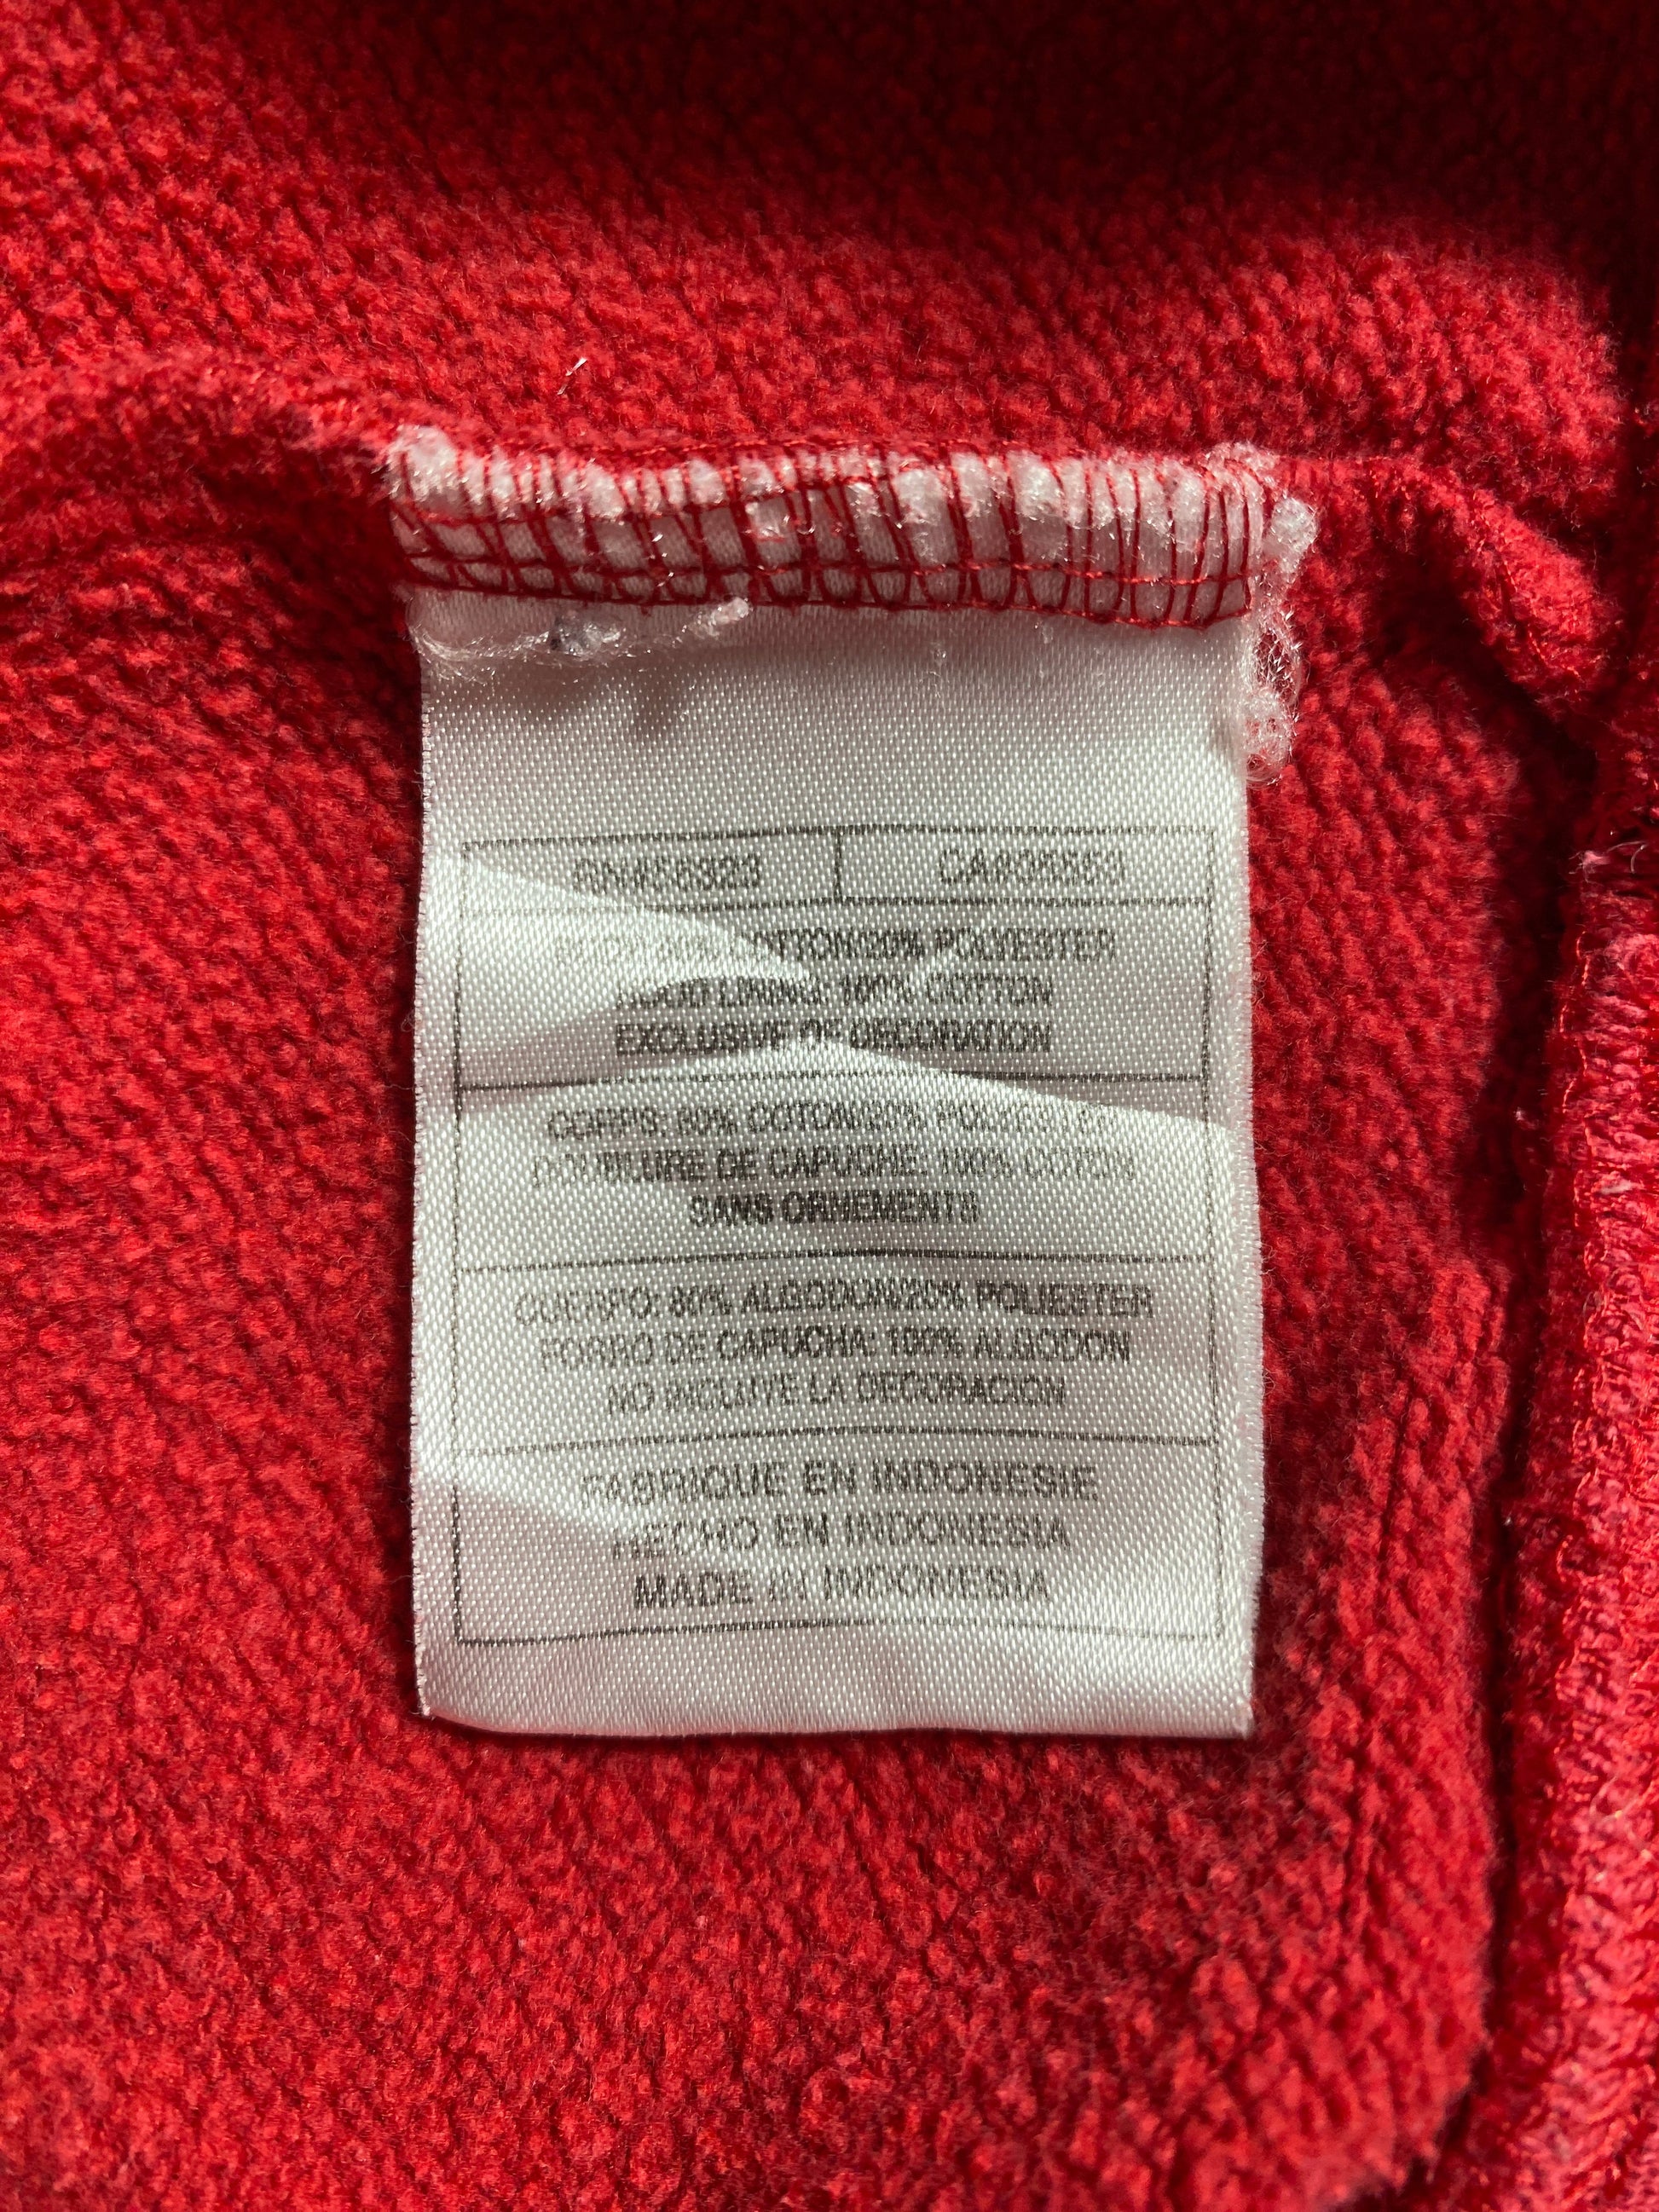 RN#56323 CA#05553
BODY: 80% COTTON/20% POLYESTER
HOOD LINING: 100% COTTON
EXCLUSIVE OF DECORATION
CORPS: 80% COTON/20% POLYESTER
DOUBLURE DE CAPUCHE: 100% COTON
SANS ORNEMENTS
CUERPO: 80% ALGODON/20% POLIESTER
FORRO DE CAPUCHA: 100% ALGODON
NO INCLUYE LA DECORACION
FABRIQUE EN INDONESIE
HECHO EN INDONESIA
MADE IN INDONESIA